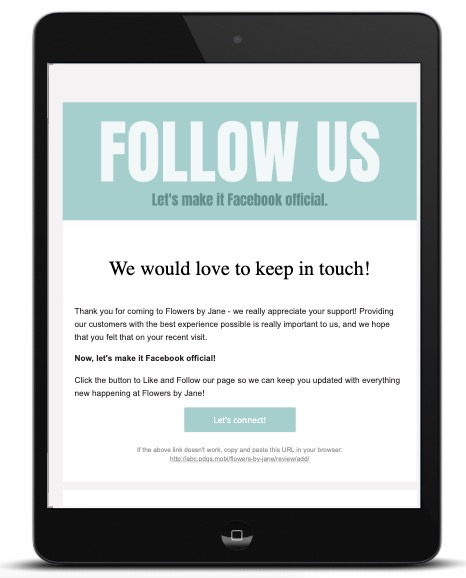 FOLLOW US
Let's make it Facebook official.
We would love to keep in touch!
Thank you for coming to Flowers by Jane - we really appreciate your support! Providing
our customers with the best experience possible is really important to us, and we hope
that you felt that on your recent visit.
Now, let's make it Facebook official!
Click the button to Like and Follow our page so we can keep you updated with everything
new happening at Flowers by Jane!
Let's connect!
If the above link doesn't work, copy and paste this URL in your browser:
http://abc.pdqs.mobi/flowers-by-jane/review/add/